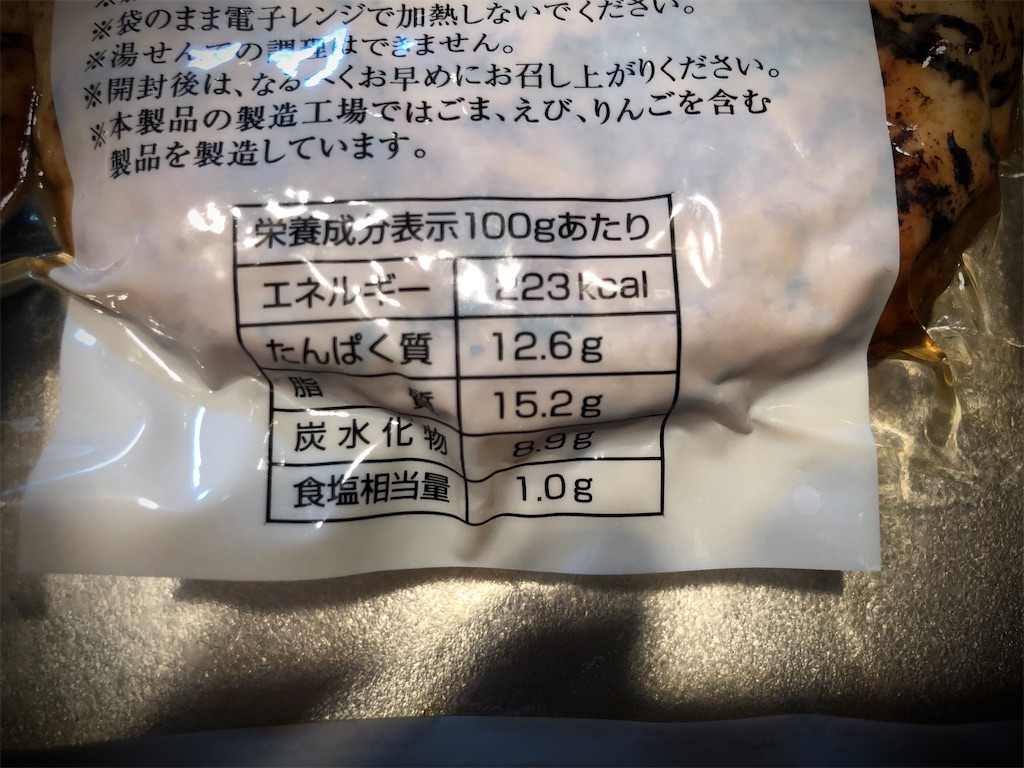 ※袋のまま電子レンジで加熱しないでください。
※湯せんでの調理はできません。
※開封後は、なるべくお早めにお召し上がりください。
※本製品の製造工場ではごま、えび、りんごを含む
製品を製造しています。
栄養成分表示100gあたり
エネルギー 223kcal
たんぱく質 12.6g
脂質 15.2g
炭水化物 8.9g
食塩相当量 1.0g